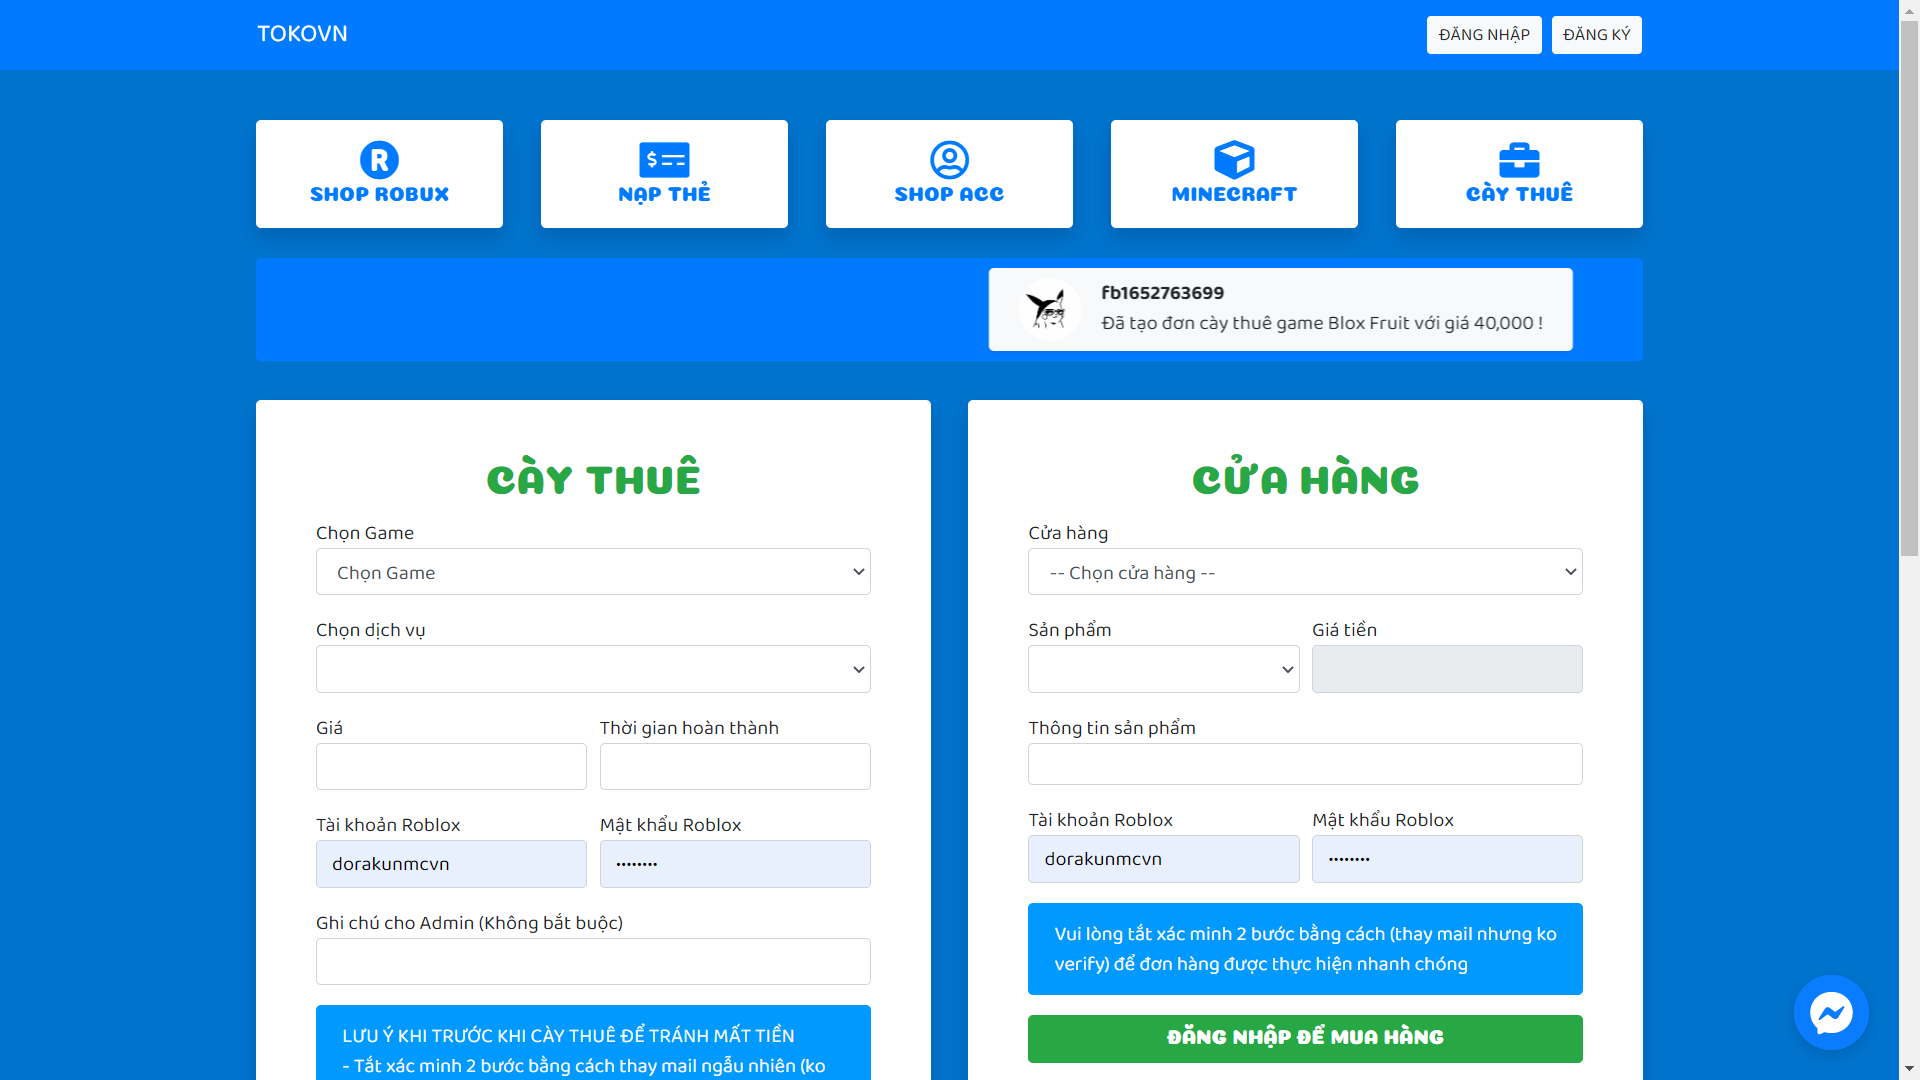 TOKOVN
ĐĂNG NHẬP
ĐĂNG KÝ
SHOP ROBUX
NẠP THẺ
SHOP ACC
MINECRAFT
CÀY THUÊ
fb1652763699
Đã tạo đơn cày thuê game Blox Fruit với giá 40,000 !
CÀY THUÊ
Chọn Game
Chọn Game
Chọn dịch vụ
Giá
Thời gian hoàn thành
Tài khoản Roblox
Mật khẩu Roblox
dorakunmcvn
••••••••
Ghi chú cho Admin (Không bắt buộc)
LƯU Ý KHI TRƯỚC KHI CÀY THUÊ ĐỂ TRÁNH MẤT TIỀN
- Tắt xác minh 2 bước bằng cách thay mail ngẫu nhiên (ko
CỬA HÀNG
Cửa hàng
-- Chọn cửa hàng --
Sản phẩm
Giá tiền
Thông tin sản phẩm
Tài khoản Roblox
Mật khẩu Roblox
dorakunmcvn
••••••••
Vui lòng tắt xác minh 2 bước bằng cách (thay mail nhưng ko
verify) để đơn hàng được thực hiện nhanh chóng
ĐĂNG NHẬP ĐỂ MUA HÀNG